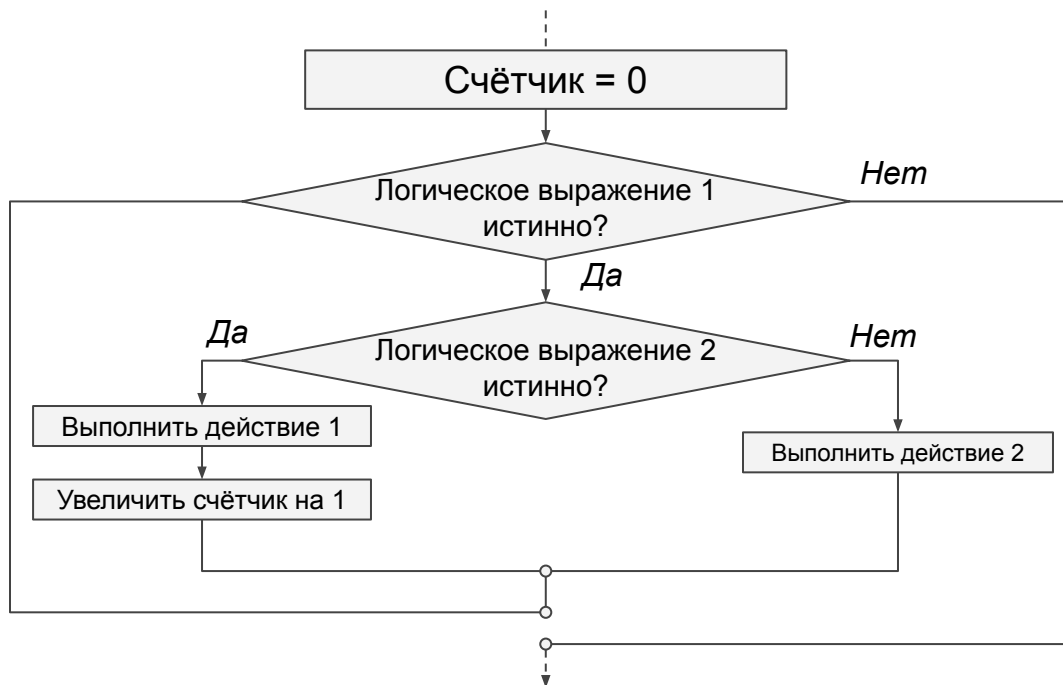 Счётчик = 0
Логическое выражение 1
истинно?
Нет
Да
Логическое выражение 2
истинно?
Да
Нет
Выполнить действие 1
Выполнить действие 2
Увеличить счётчик на 1